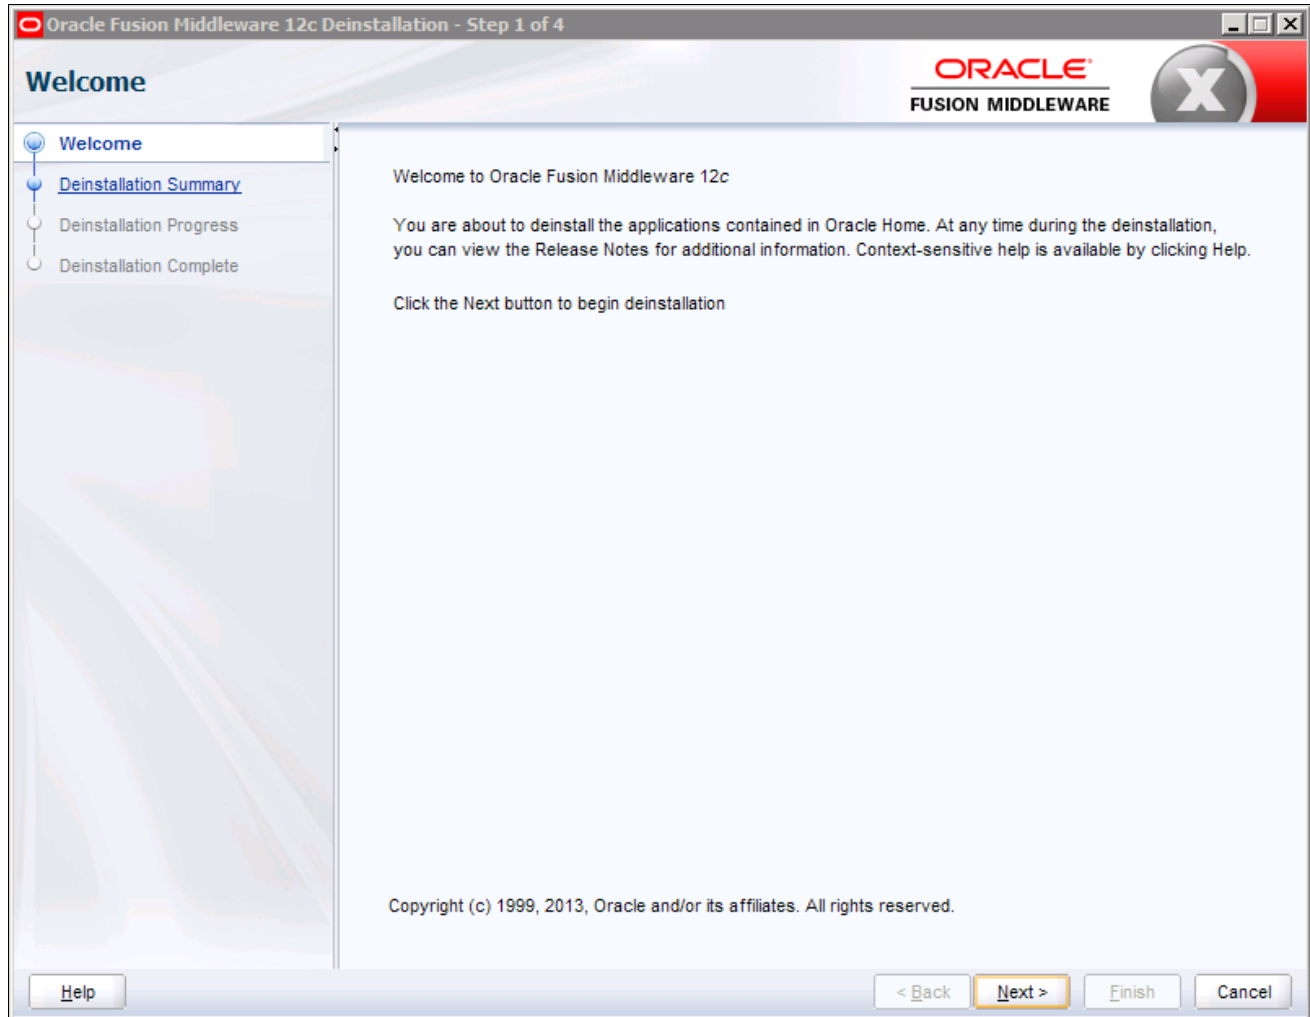 Oracle Fusion Middleware 12c Deinstallation - Step 1 of 4
Welcome
ORACLE
FUSION MIDDLEWARE
X
Welcome
Deinstallation Summary
Deinstallation Progress
Deinstallation Complete
Welcome to Oracle Fusion Middleware 12c
You are about to deinstall the applications contained in Oracle Home. At any time during the deinstallation,
you can view the Release Notes for additional information. Context-sensitive help is available by clicking Help.
Click the Next button to begin deinstallation
Copyright (c) 1999, 2013, Oracle and/or its affiliates. All rights reserved.
Help
< Back
Next >
Finish
Cancel